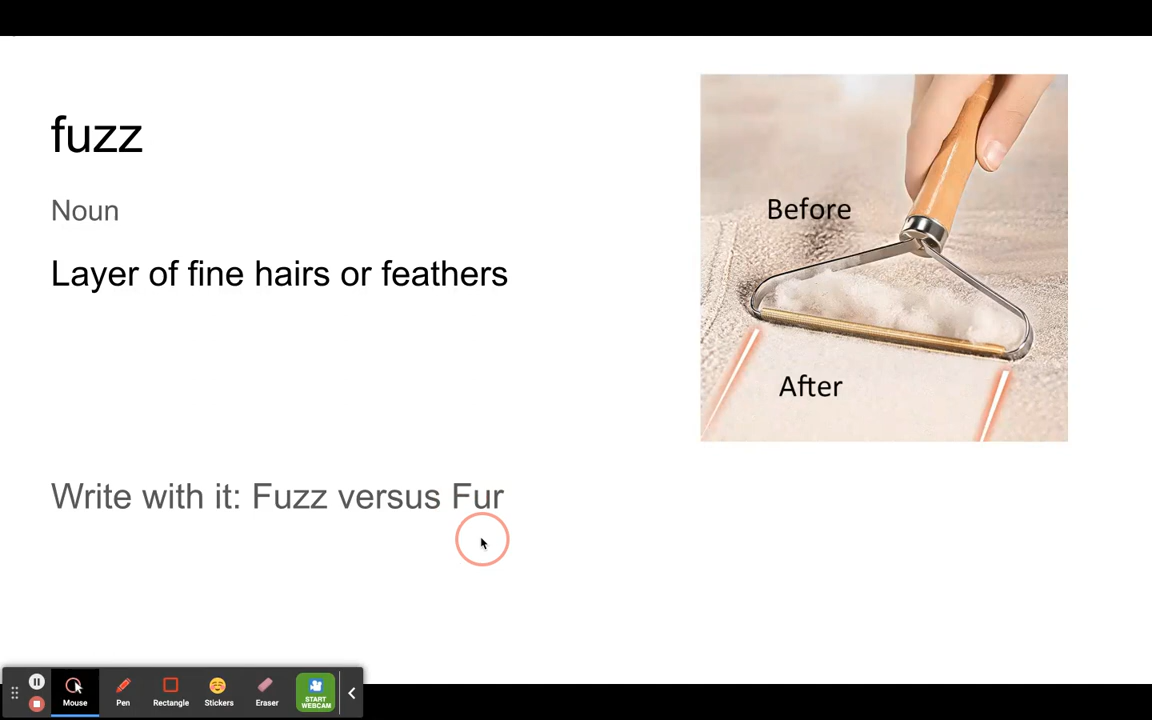 fuzz
Noun
Layer of fine hairs or feathers
Before
After
Write with it: Fuzz versus Fur
Mouse
Pen
Rectangle
Stickers
Eraser
START
WEBCAM